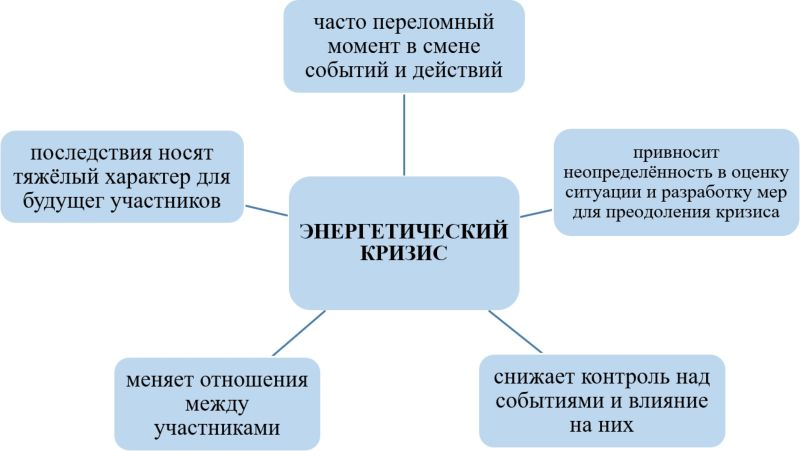 часто переломный
момент в смене
событий и действий
последствия носят
тяжёлый характер для
будущег участников
привносит
неопределённость в оценку
ситуации и разработку мер
для преодоления кризиса
ЭНЕРГЕТИЧЕСКИЙ
КРИЗИС
меняет отношения
между
участниками
снижает контроль над
событиями и влияние
на них